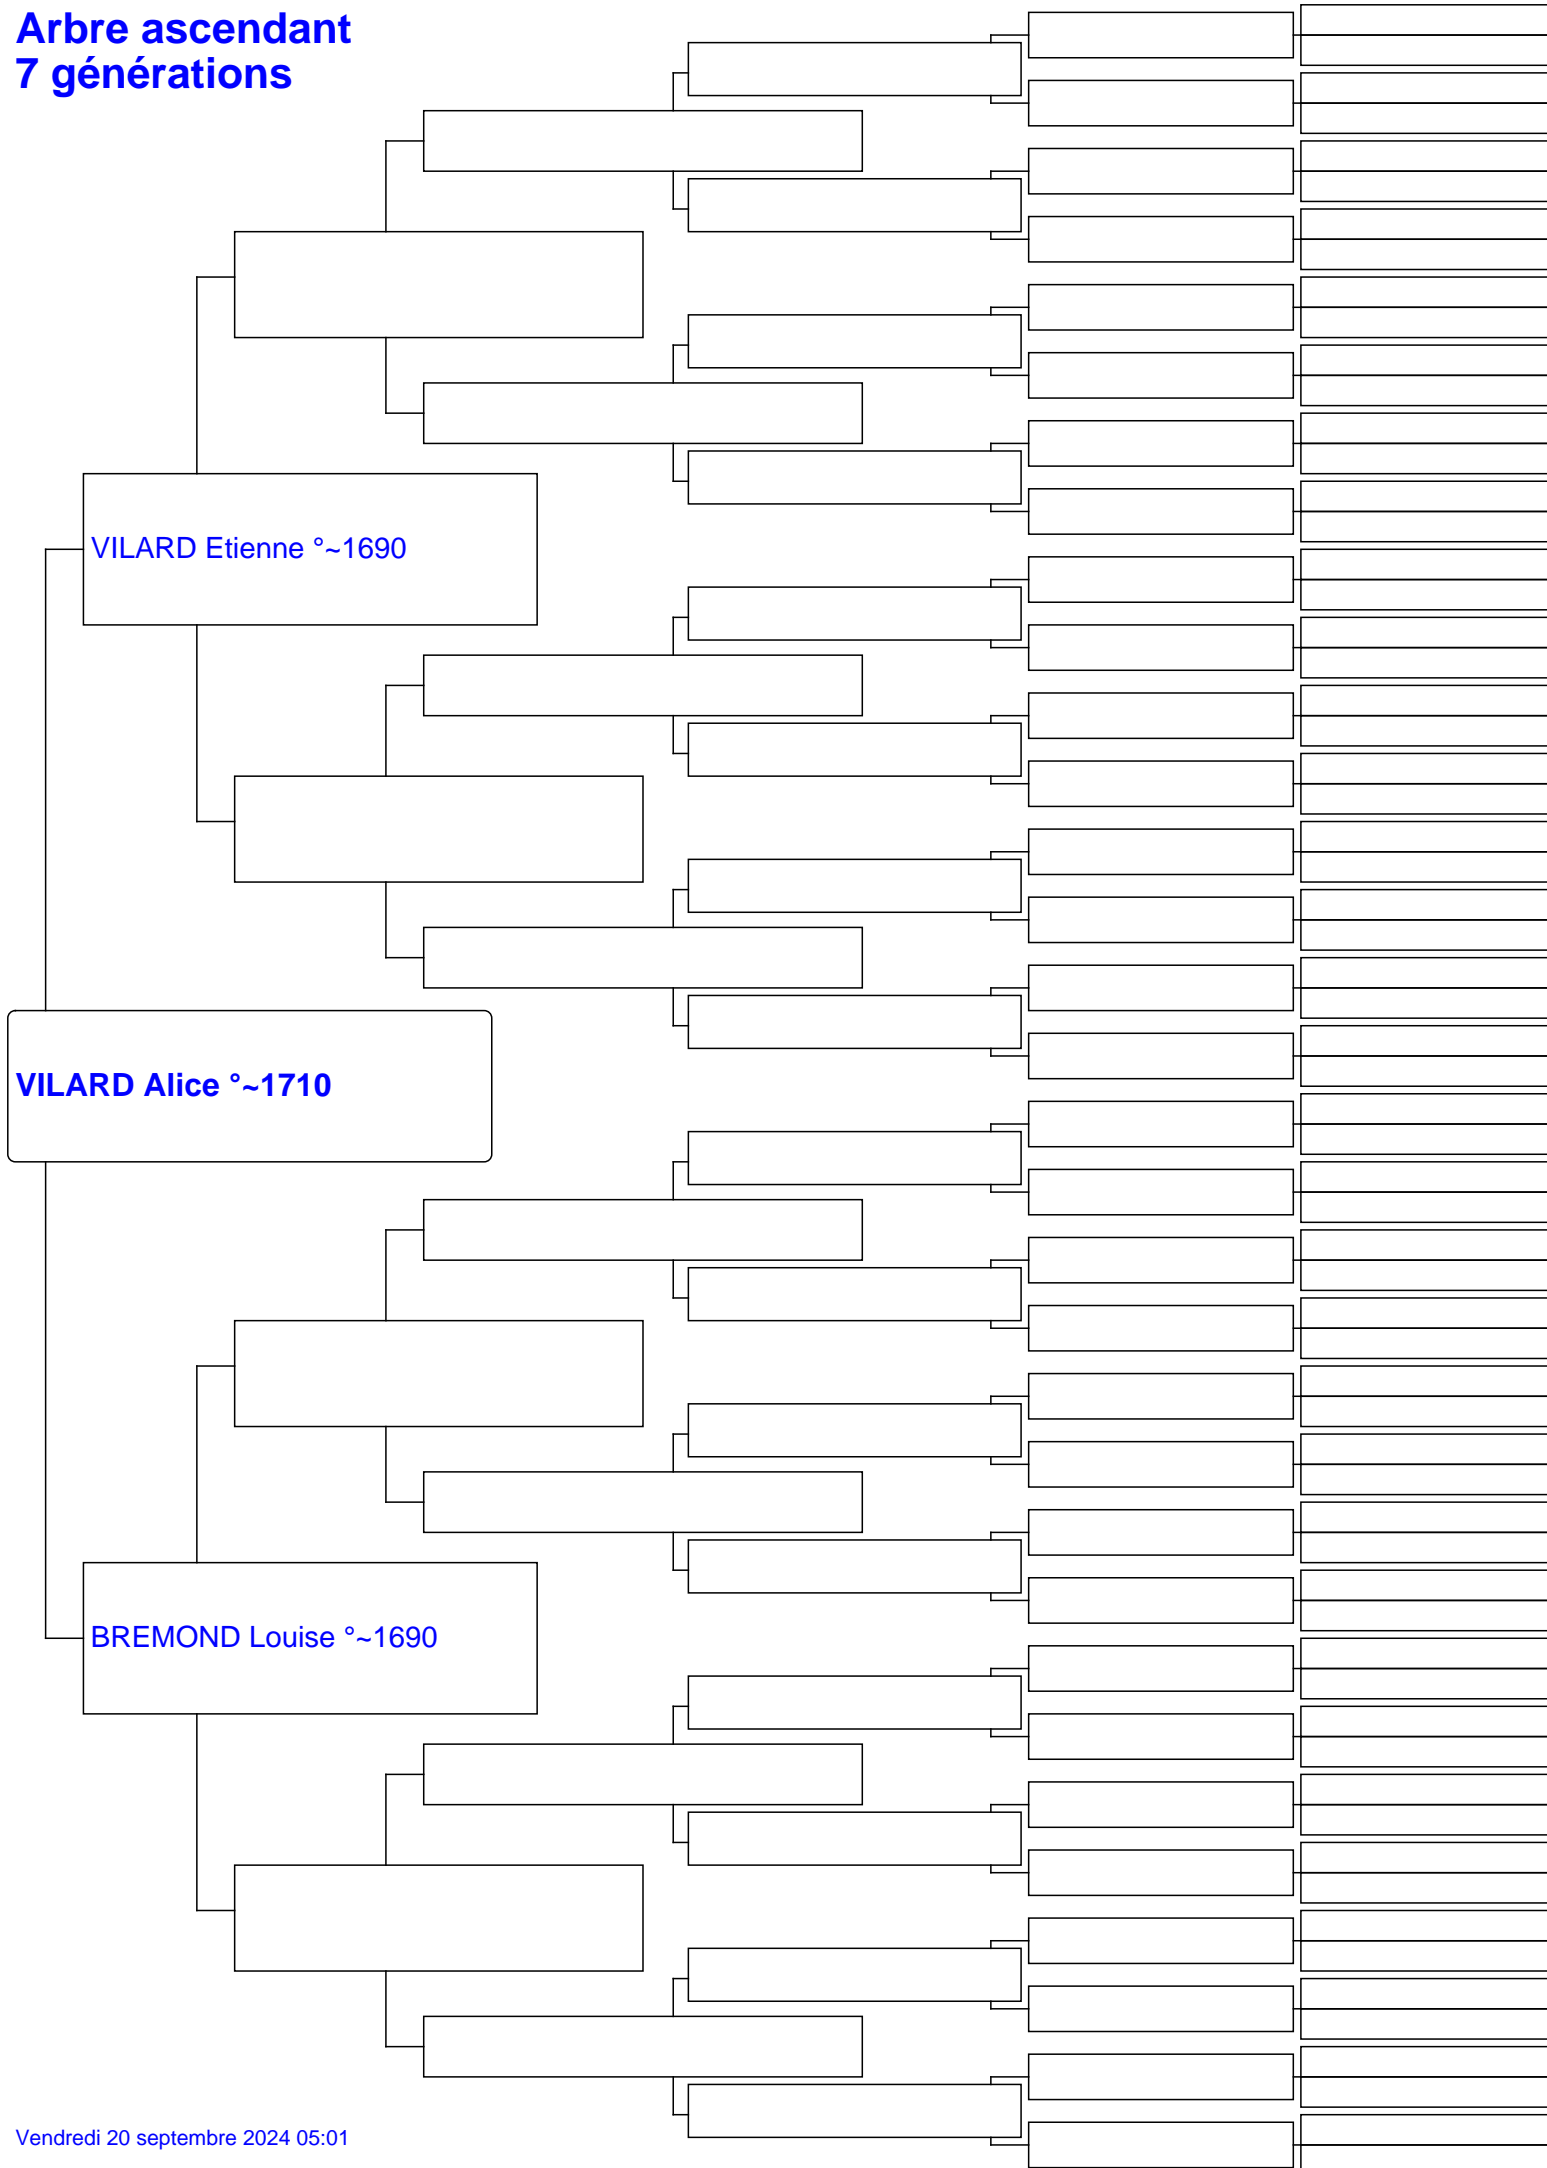 Arbre ascendant
7 générations
VILARD Etienne °~1690
VILARD Alice °~1710
BREMOND Louise °~1690
Vendredi 20 septembre 2024 05:01